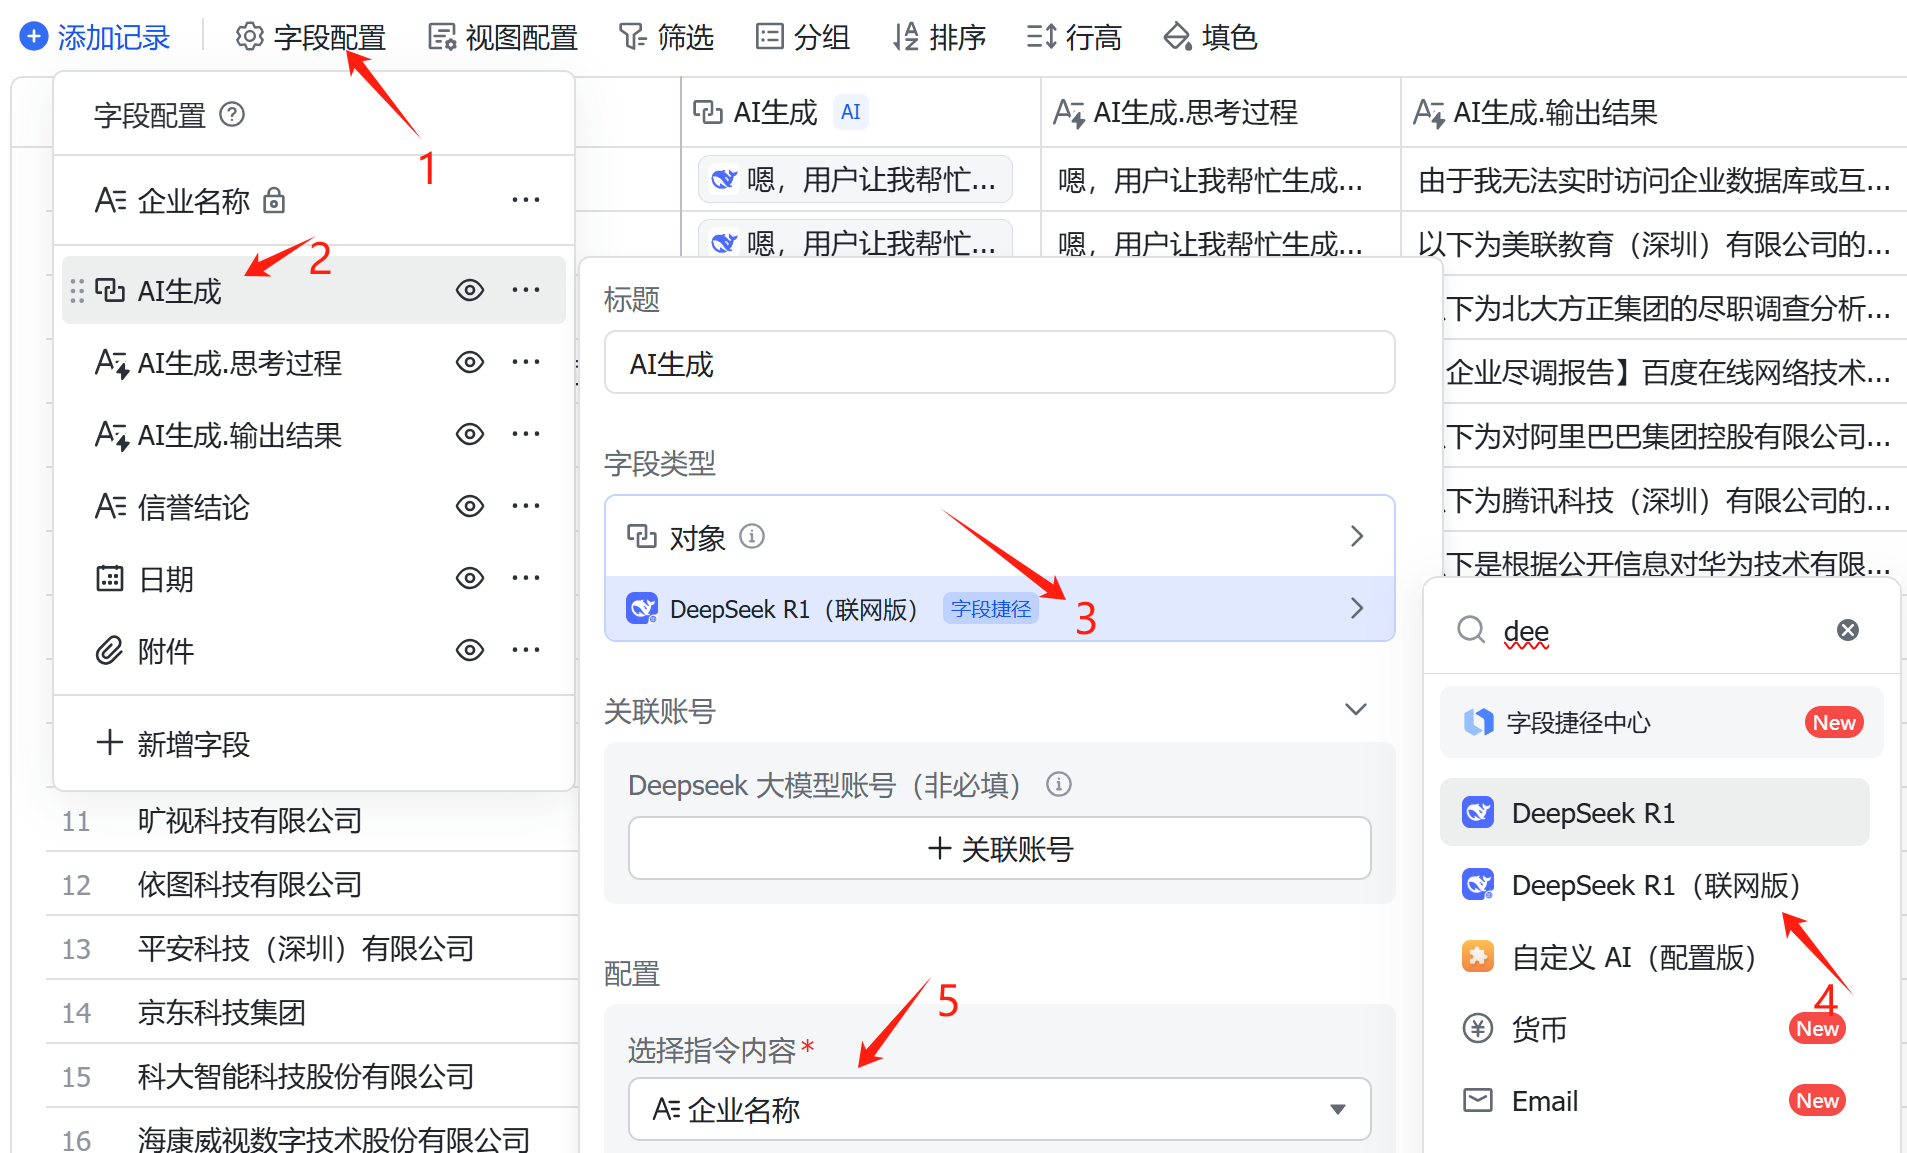 添加记录 字段配置 视图配置 筛选 分组 排序 行高 填色
字段配置
1
企业名称
2
AI生成
AI生成.思考过程
AI生成.输出结果
信誉结论
日期
附件
新增字段
11 旷视科技有限公司
12 依图科技有限公司
13 平安科技（深圳）有限公司
14 京东科技集团
15 科大智能科技股份有限公司
16 海康威视数字技术股份有限公司
AI生成 AI AI生成.思考过程 AI生成.输出结果
嗯，用户让我帮忙... 嗯，用户让我帮忙生成... 由于我无法实时访问企业数据库或互...
嗯，用户让我帮忙... 嗯，用户让我帮忙生成... 以下为美联教育（深圳）有限公司的...
下为北大方正集团的尽职调查分析...
企业尽调报告】百度在线网络技术...
下为对阿里巴巴集团控股有限公司...
下为腾讯科技（深圳）有限公司的...
下是根据公开信息对华为技术有限...
标题
AI生成
字段类型
对象
DeepSeek R1（联网版） 字段捷径
3
关联账号
Deepseek 大模型账号（非必填）
关联账号
配置
5
选择指令内容*
企业名称
dee
字段捷径中心 New
DeepSeek R1
DeepSeek R1（联网版）
自定义 AI（配置版）
4
货币 New
Email New